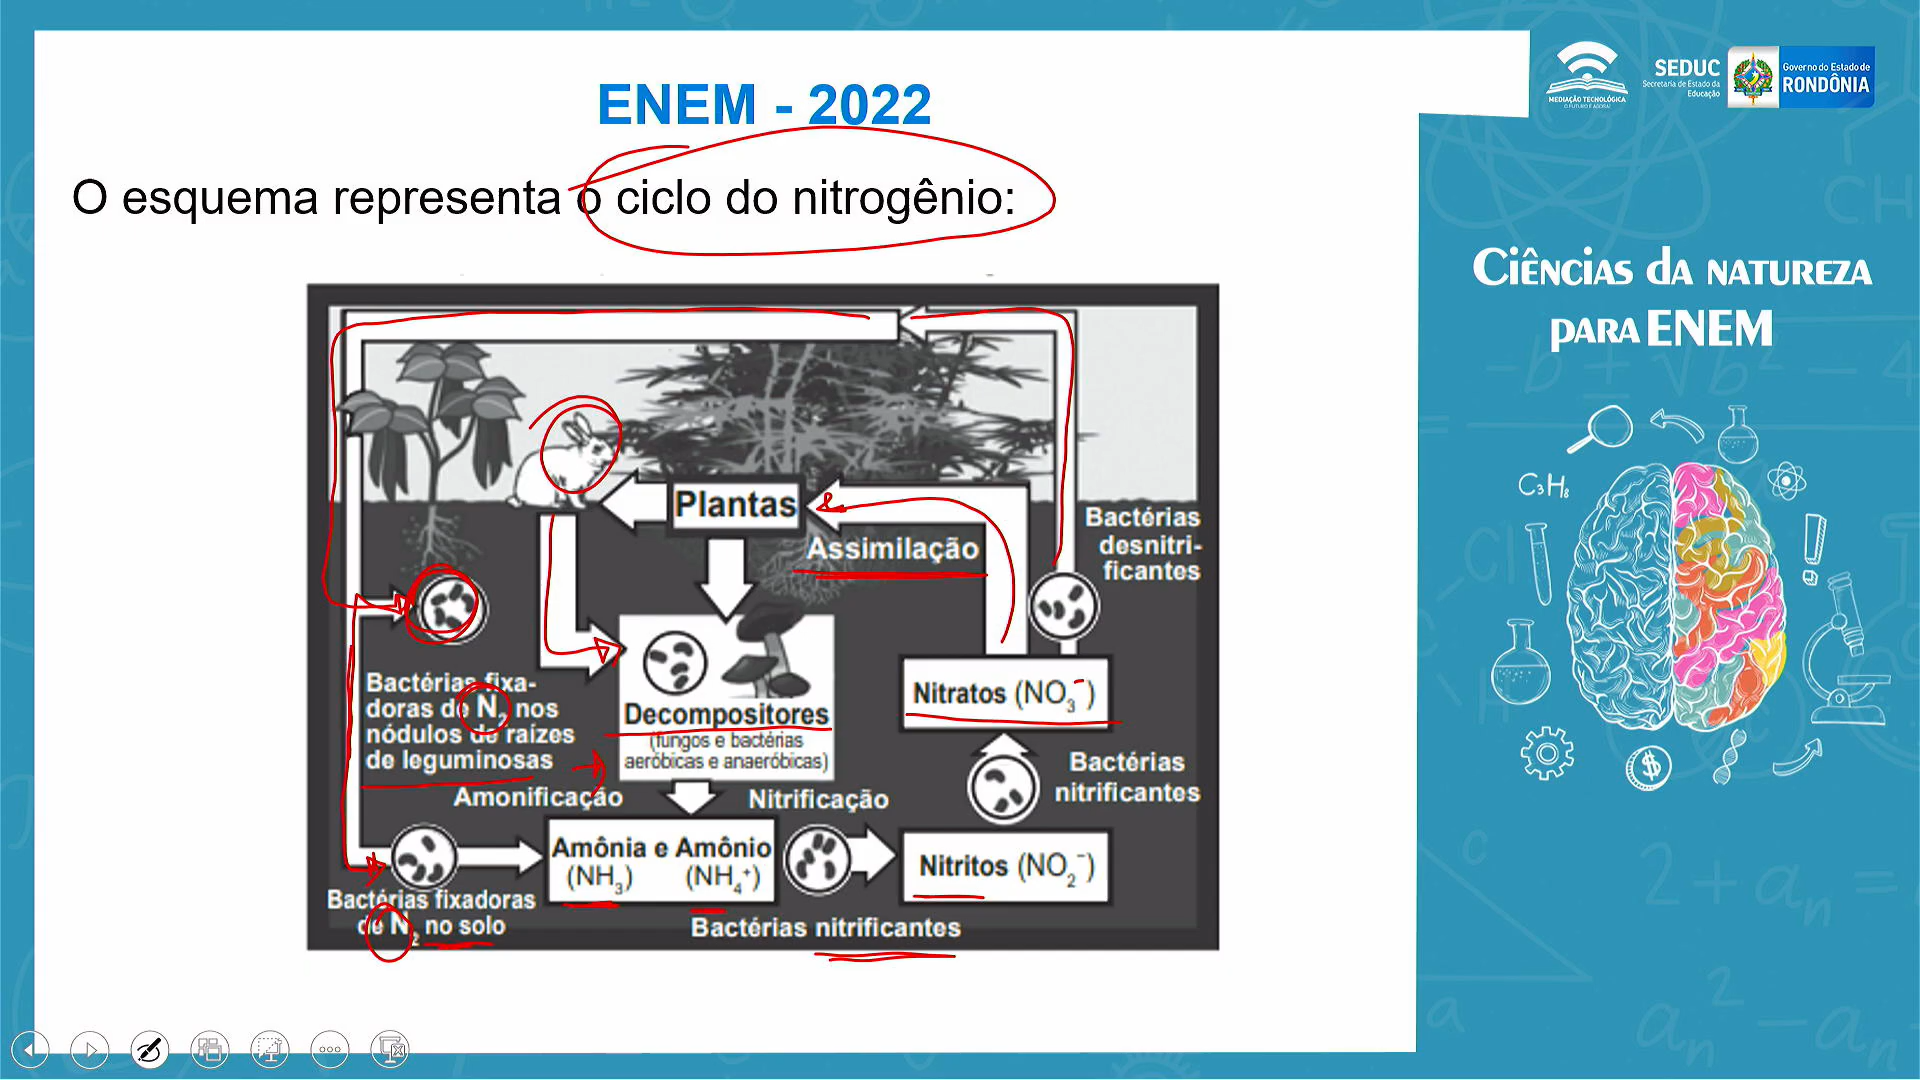 ENEM - 2022
O esquema representa o ciclo do nitrogênio:
MEDIAÇÃO TECNOLÓGICA
O FUTURO É AGORA!
SEDUC
Secretaria de Estado da
Educação
Governo do Estado de
RONDÔNIA
CIÊNCIAS da NATUREZA
PARA ENEM
C₃H₈
Plantas
Assimilação
Bactérias
desnitri-
ficantes
Bactérias fixa-
doras de N₂ nos
nódulos de raízes
de leguminosas
Decompositores
(fungos e bactérias
aeróbicas e anaeróbicas)
Nitratos (NO₃⁻)
Bactérias
nitrificantes
Amonificação
Nitrificação
Amônia e Amônio
(NH₃) (NH₄⁺)
Nitritos (NO₂⁻)
Bactérias fixadoras
de N₂ no solo
Bactérias nitrificantes